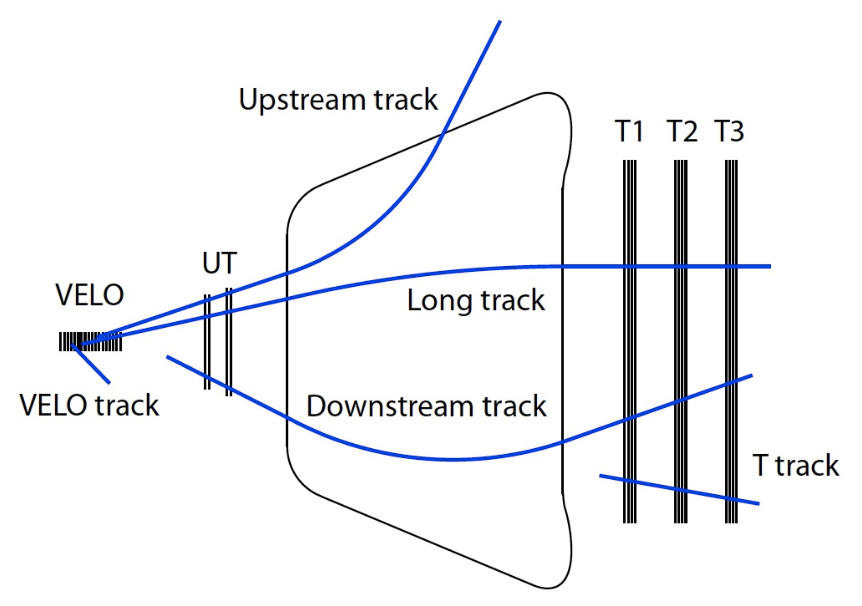 Upstream track
T1 T2 T3
UT
VELO
Long track
VELO track
Downstream track
T track